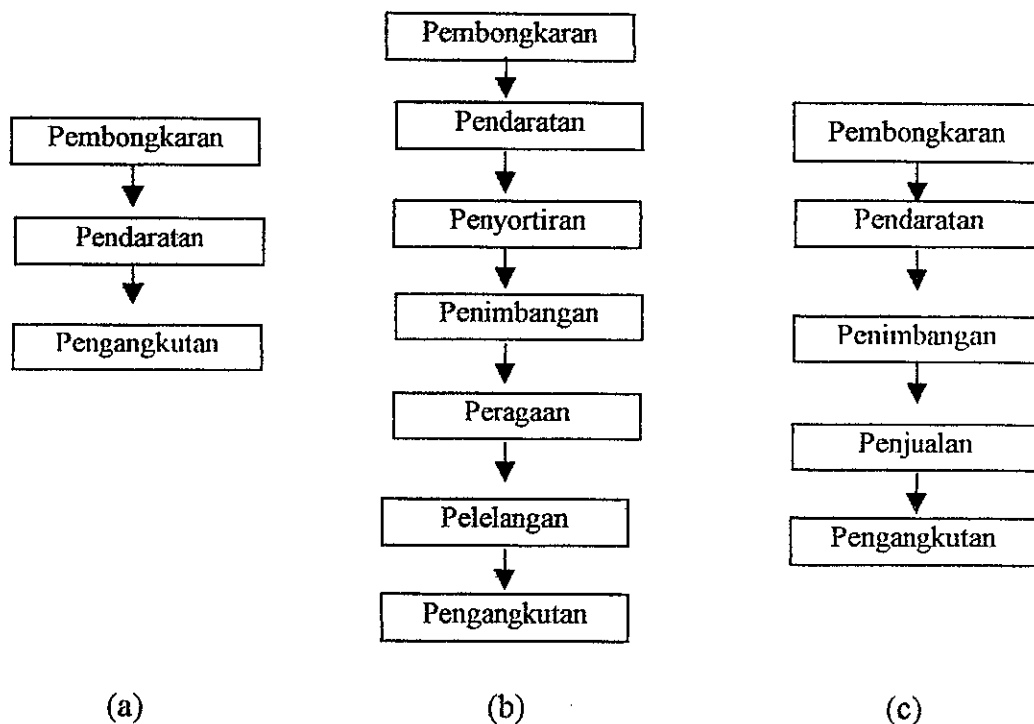 Pembongkaran
Pendaratan
Pengangkutan
(a)
Pembongkaran
Pendaratan
Penyortiran
Penimbangan
Peragaan
Pelelangan
Pengangkutan
(b)
Pembongkaran
Pendaratan
Penimbangan
Penjualan
Pengangkutan
(c)